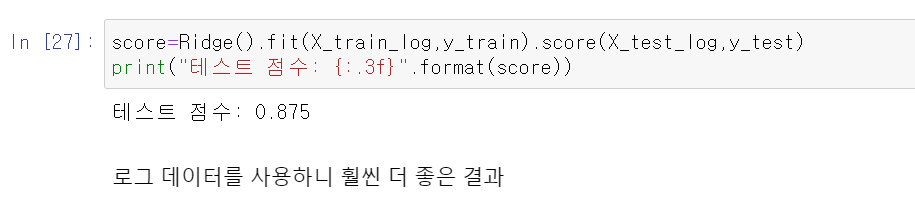 In [27]: score=Ridge().fit(X_train_log,y_train).score(X_test_log,y_test)
print("테스트 점수: {:.3f}".format(score))
테스트 점수: 0.875
로그 데이터를 사용하니 훨씬 더 좋은 결과